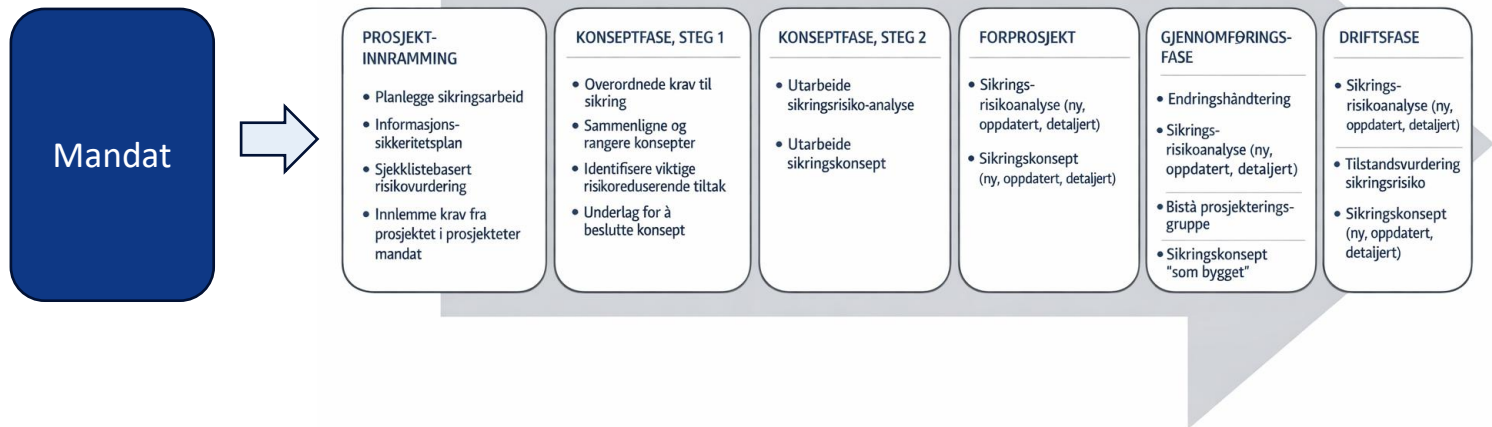 Mandat
PROSJEKT-
INNRAMMING
• Planlegge sikringsarbeid
• Informasjons-
sikkeritetsplan
• Sjekklistebasert
risikovurdering
• Innlemme krav fra
prosjektet i prosjekteter
mandat
KONSEPTFASE, STEG 1
• Overordnede krav til
sikring
• Sammenligne og
rangere konsepter
• Identifisere viktige
risikoreduserende tiltak
• Underlag for å
beslutte konsept
KONSEPTFASE, STEG 2
• Utarbeide
sikringsrisiko-analyse
• Utarbeide
sikringskonsept
FORPROSJEKT
• Sikrings-
risikoanalyse (ny,
oppdatert, detaljert)
• Sikringskonsept
(ny, oppdatert, detaljert)
GJENNOMFØRINGS-
FASE
• Endringshåndtering
• Sikrings-
risikoanalyse (ny,
oppdatert, detaljert)
• Bistå prosjekterings-
gruppe
• Sikringskonsept
"som bygget"
DRIFTSFASE
• Sikrings-
risikoanalyse (ny,
oppdatert, detaljert)
• Tilstandsvurdering
sikringsrisiko
• Sikringskonsept
(ny, oppdatert,
detaljert)